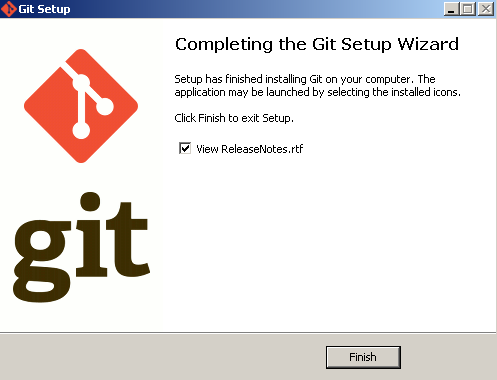 Git Setup
Completing the Git Setup Wizard
Setup has finished installing Git on your computer. The
application may be launched by selecting the installed icons.
Click Finish to exit Setup.
View ReleaseNotes.rtf
git
Finish